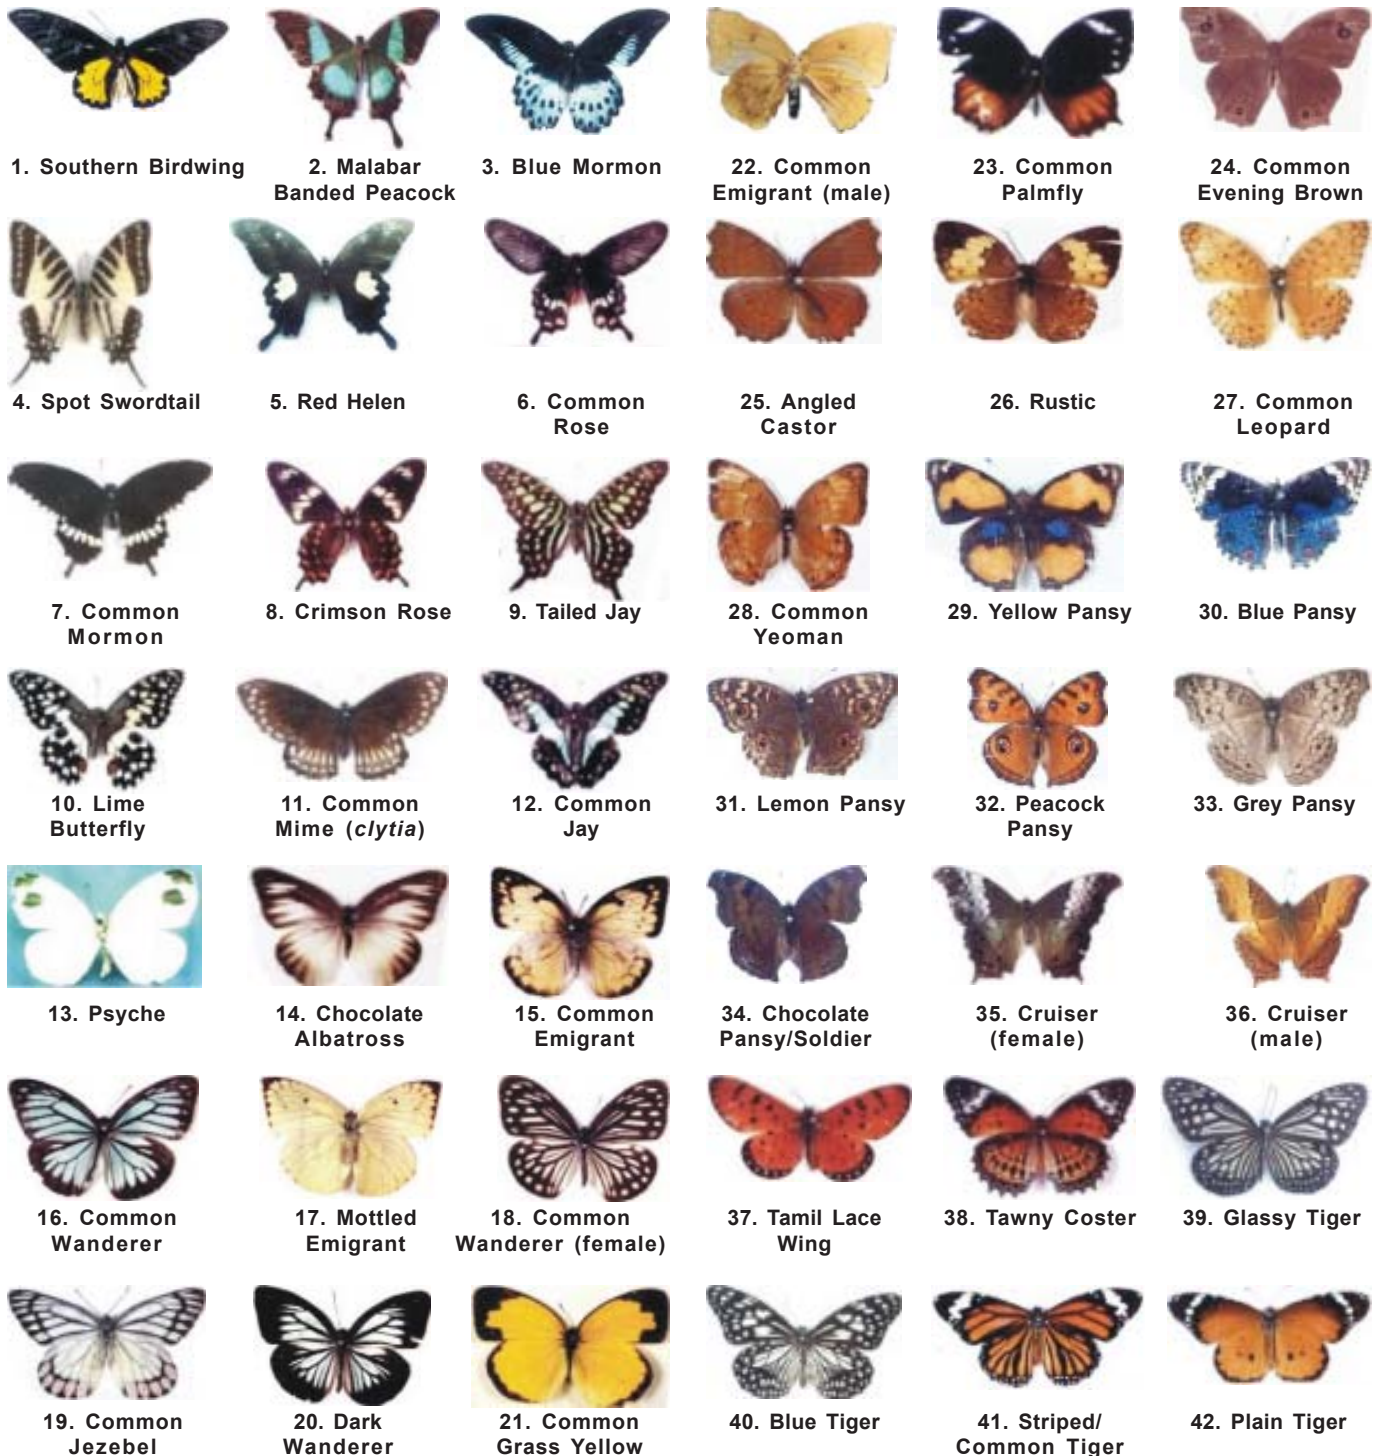 1. Southern Birdwing
2. Malabar
Banded Peacock
3. Blue Mormon
22. Common
Emigrant (male)
23. Common
Palmfly
24. Common
Evening Brown
4. Spot Swordtail
5. Red Helen
6. Common
Rose
25. Angled
Castor
26. Rustic
27. Common
Leopard
7. Common
Mormon
8. Crimson Rose
9. Tailed Jay
28. Common
Yeoman
29. Yellow Pansy
30. Blue Pansy
10. Lime
Butterfly
11. Common
Mime (clytia)
12. Common
Jay
31. Lemon Pansy
32. Peacock
Pansy
33. Grey Pansy
13. Psyche
14. Chocolate
Albatross
15. Common
Emigrant
34. Chocolate
Pansy/Soldier
35. Cruiser
(female)
36. Cruiser
(male)
16. Common
Wanderer
17. Mottled
Emigrant
18. Common
Wanderer (female)
37. Tamil Lace
Wing
38. Tawny Coster
39. Glassy Tiger
19. Common
Jezebel
20. Dark
Wanderer
21. Common
Grass Yellow
40. Blue Tiger
41. Striped/
Common Tiger
42. Plain Tiger